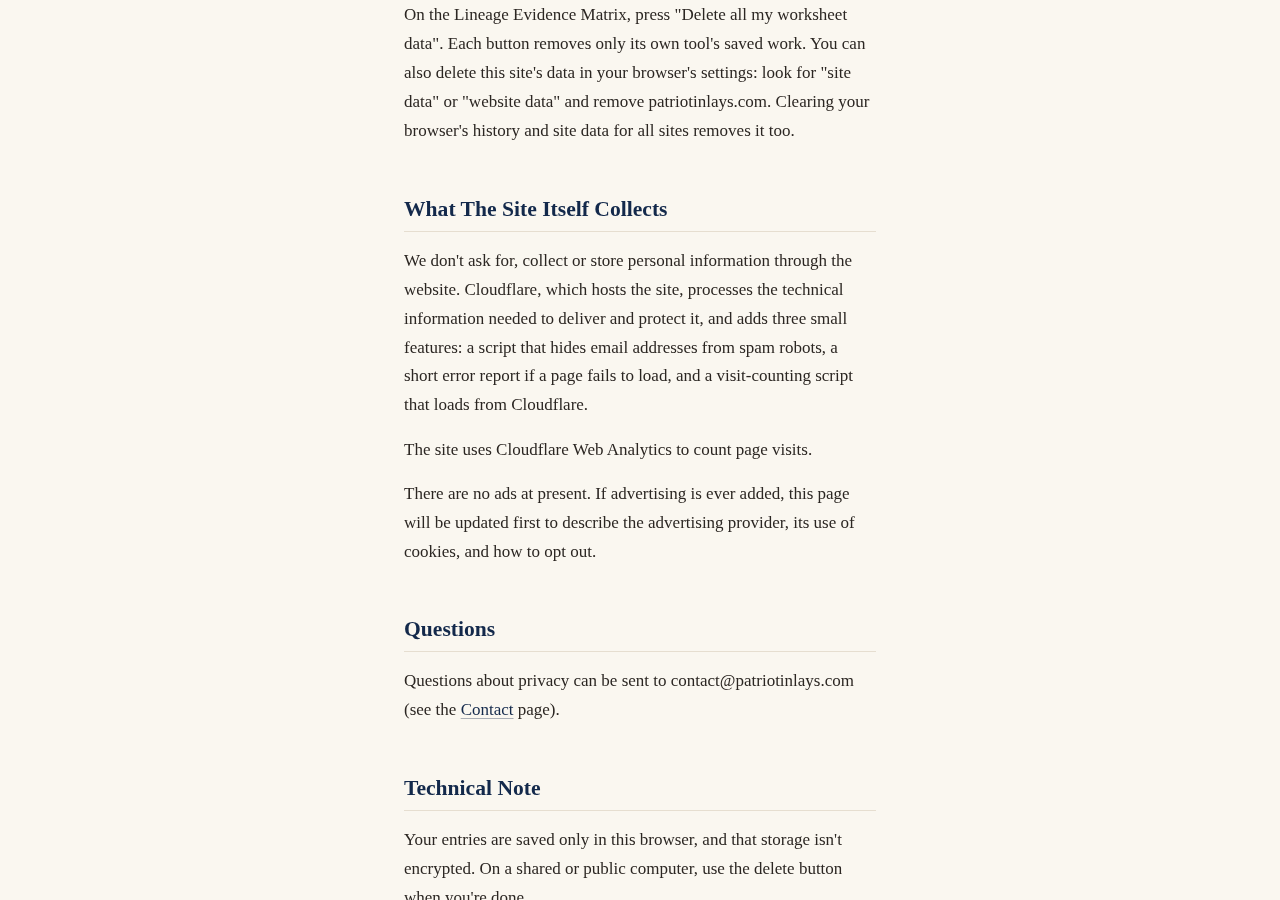 On the Lineage Evidence Matrix, press "Delete all my worksheet
data". Each button removes only its own tool's saved work. You can
also delete this site's data in your browser's settings: look for "site
data" or "website data" and remove patriotinlays.com. Clearing your
browser's history and site data for all sites removes it too.
What The Site Itself Collects
We don't ask for, collect or store personal information through the
website. Cloudflare, which hosts the site, processes the technical
information needed to deliver and protect it, and adds three small
features: a script that hides email addresses from spam robots, a
short error report if a page fails to load, and a visit-counting script
that loads from Cloudflare.
The site uses Cloudflare Web Analytics to count page visits.
There are no ads at present. If advertising is ever added, this page
will be updated first to describe the advertising provider, its use of
cookies, and how to opt out.
Questions
Questions about privacy can be sent to contact@patriotinlays.com
(see the Contact page).
Technical Note
Your entries are saved only in this browser, and that storage isn't
encrypted. On a shared or public computer, use the delete button
when you're done.